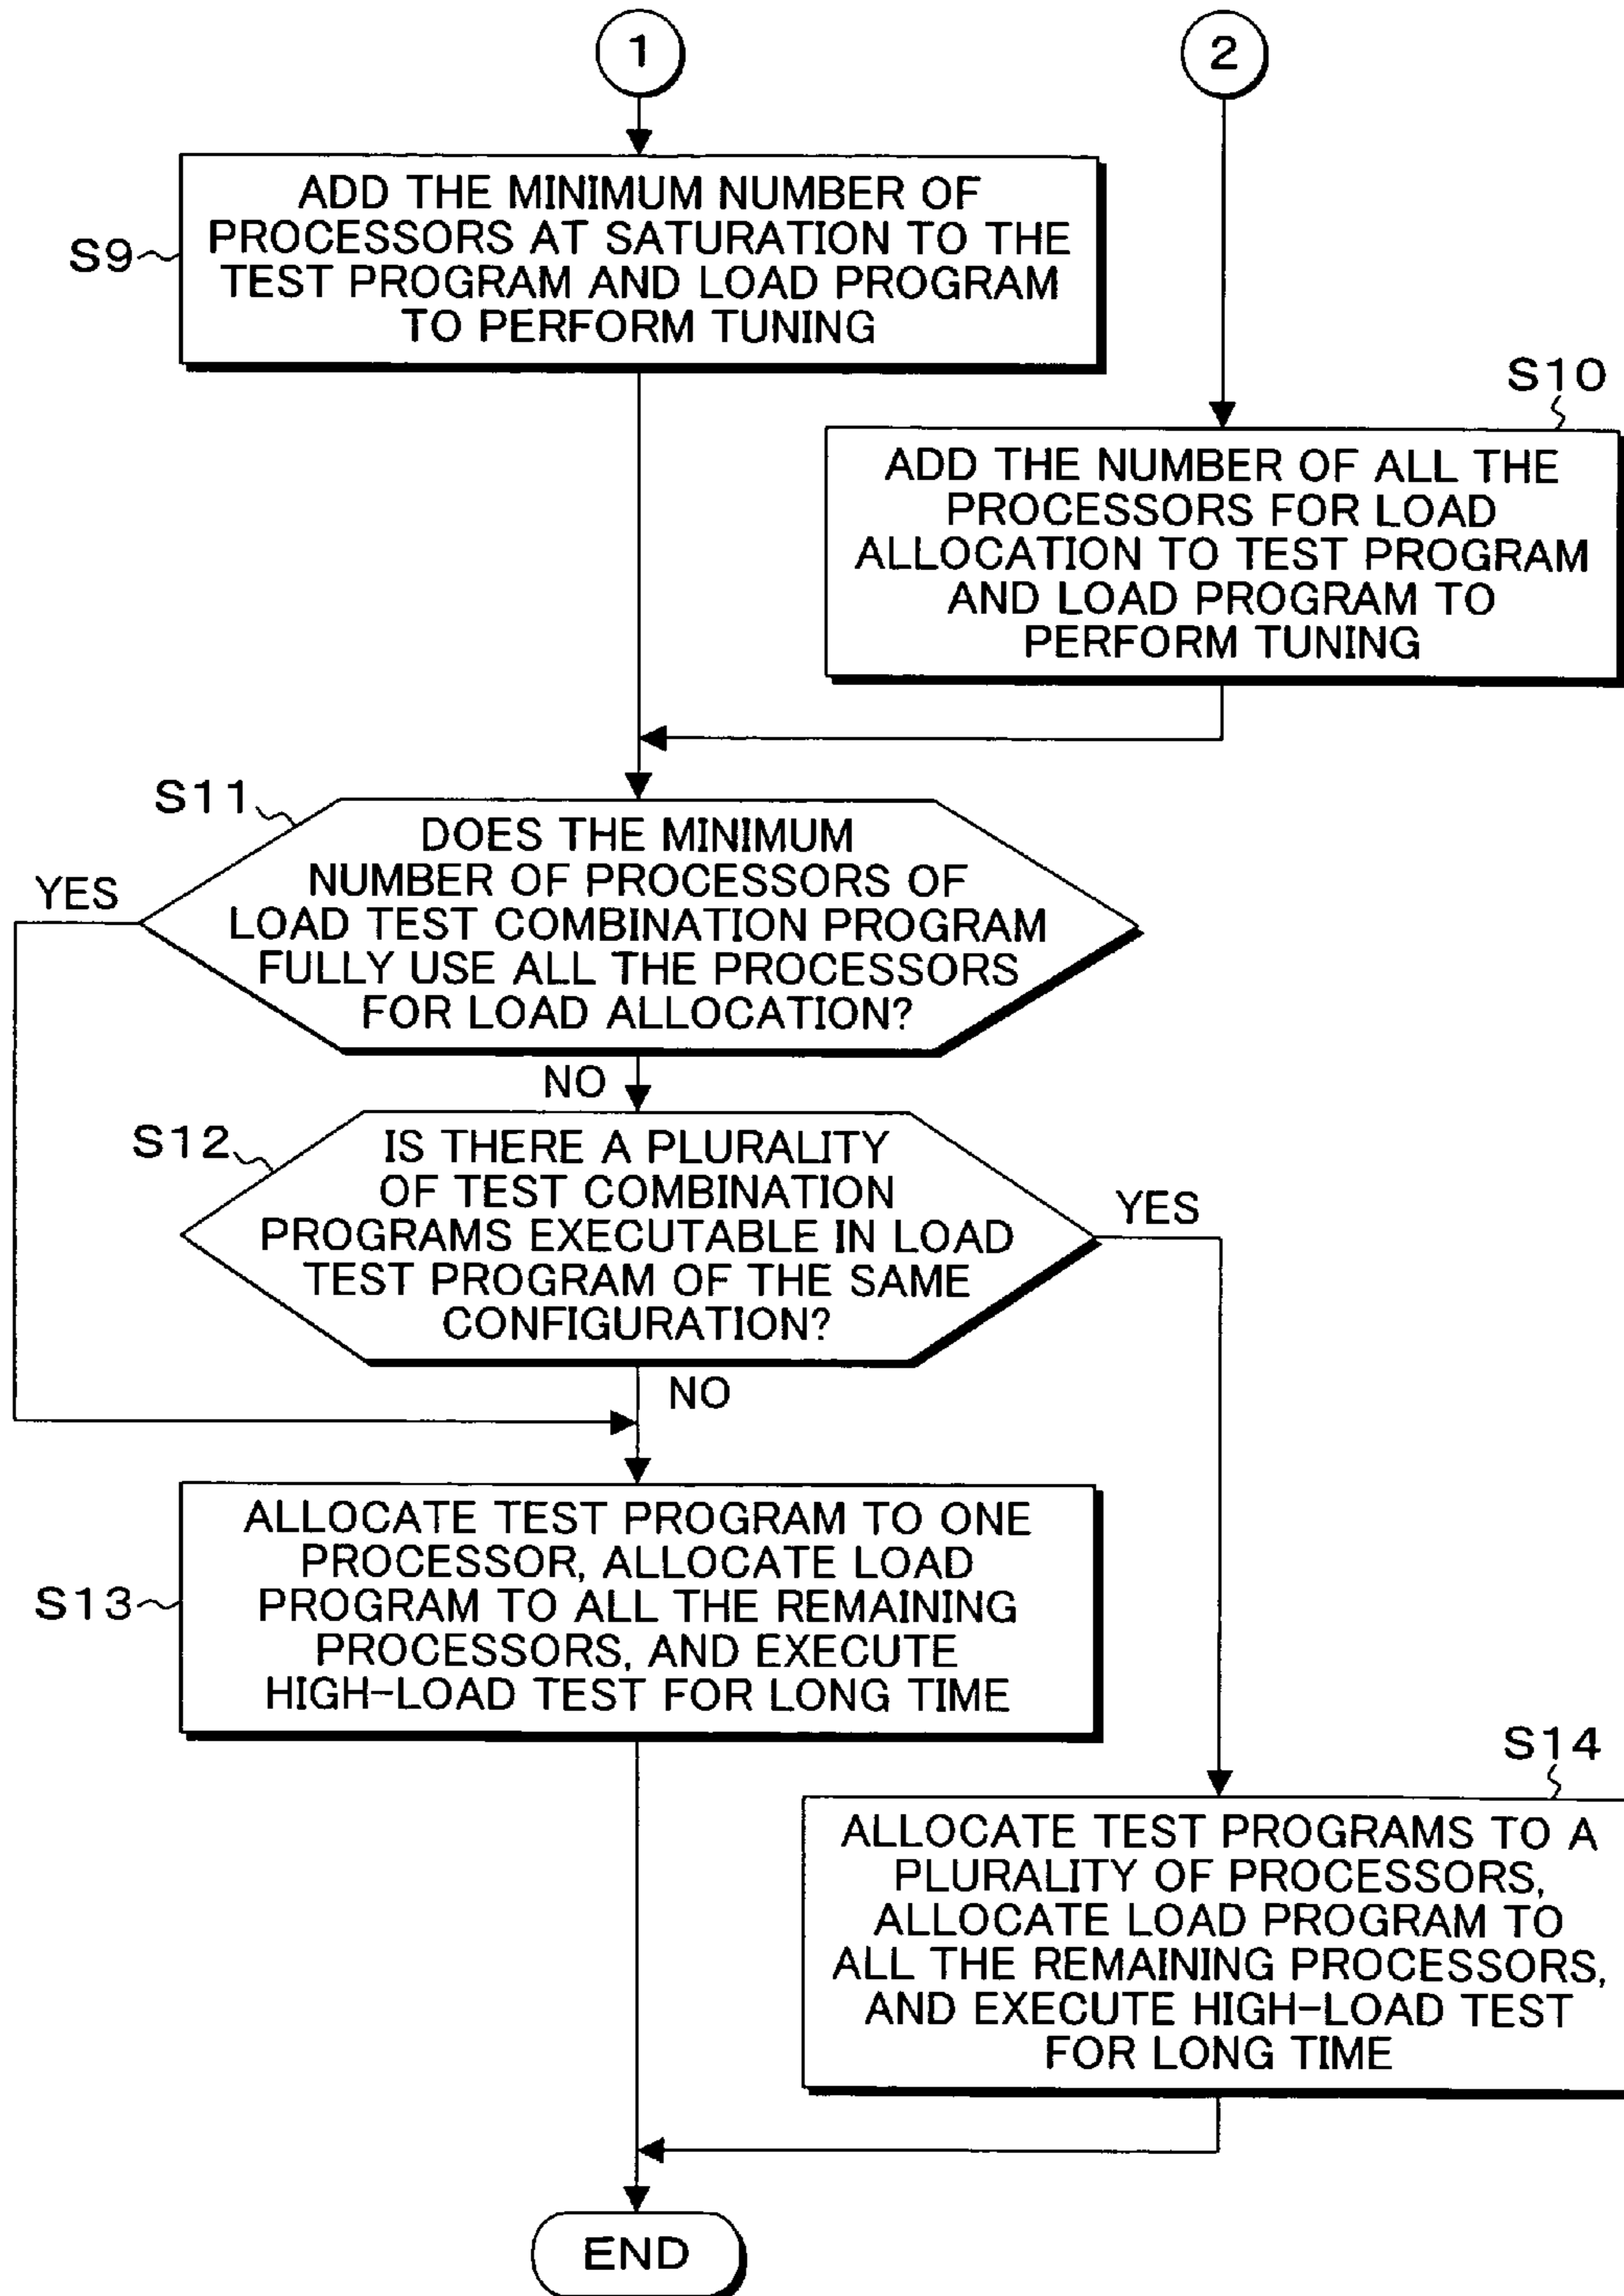 1
2
S9
ADD THE MINIMUM NUMBER OF
PROCESSORS AT SATURATION TO THE
TEST PROGRAM AND LOAD PROGRAM
TO PERFORM TUNING
S10
ADD THE NUMBER OF ALL THE
PROCESSORS FOR LOAD
ALLOCATION TO TEST PROGRAM
AND LOAD PROGRAM TO
PERFORM TUNING
S11
DOES THE MINIMUM
NUMBER OF PROCESSORS OF
LOAD TEST COMBINATION PROGRAM
FULLY USE ALL THE PROCESSORS
FOR LOAD ALLOCATION?
YES
NO
S12
IS THERE A PLURALITY
OF TEST COMBINATION
PROGRAMS EXECUTABLE IN LOAD
TEST PROGRAM OF THE SAME
CONFIGURATION?
YES
NO
S13
ALLOCATE TEST PROGRAM TO ONE
PROCESSOR, ALLOCATE LOAD
PROGRAM TO ALL THE REMAINING
PROCESSORS, AND EXECUTE
HIGH-LOAD TEST FOR LONG TIME
S14
ALLOCATE TEST PROGRAMS TO A
PLURALITY OF PROCESSORS,
ALLOCATE LOAD PROGRAM TO
ALL THE REMAINING PROCESSORS,
AND EXECUTE HIGH-LOAD TEST
FOR LONG TIME
END